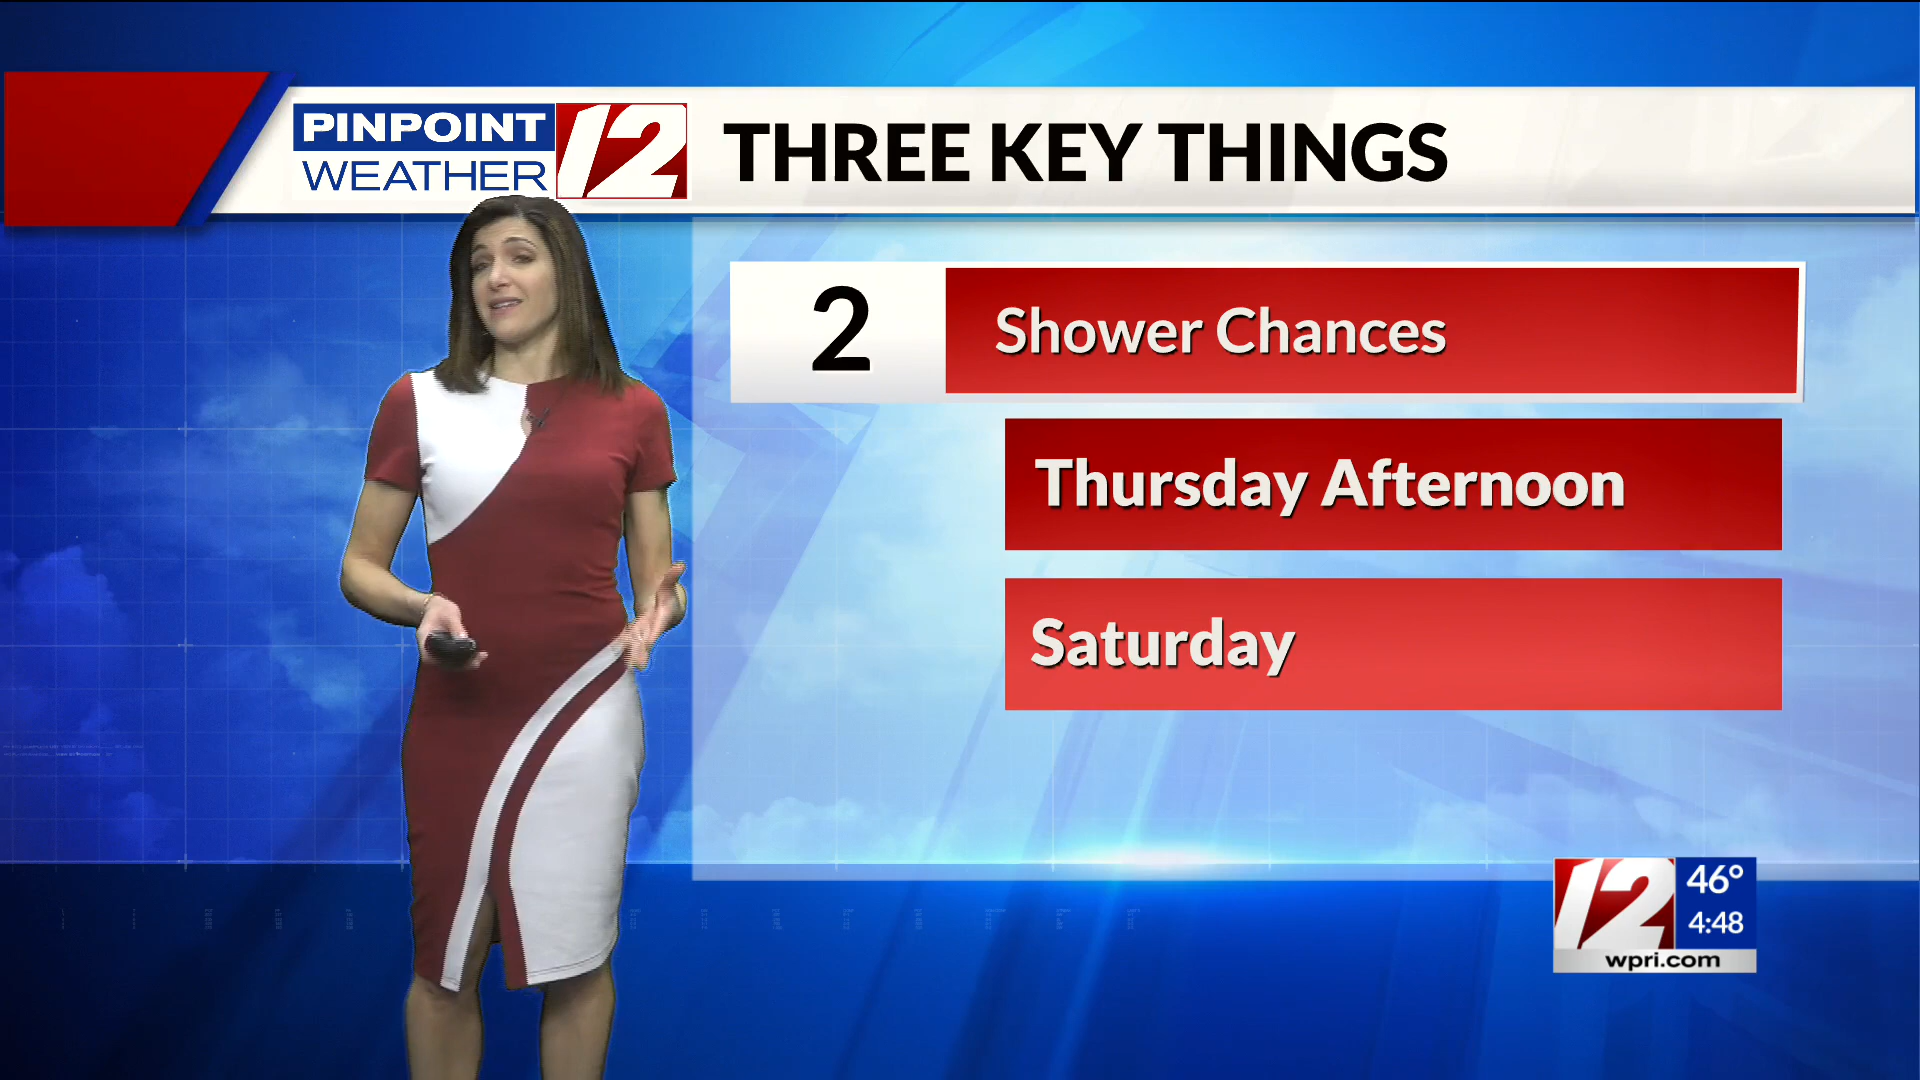 PINPOINT
WEATHER
12
THREE KEY THINGS
2
Shower Chances
Thursday Afternoon
Saturday
12
46°
4:48
wpri.com